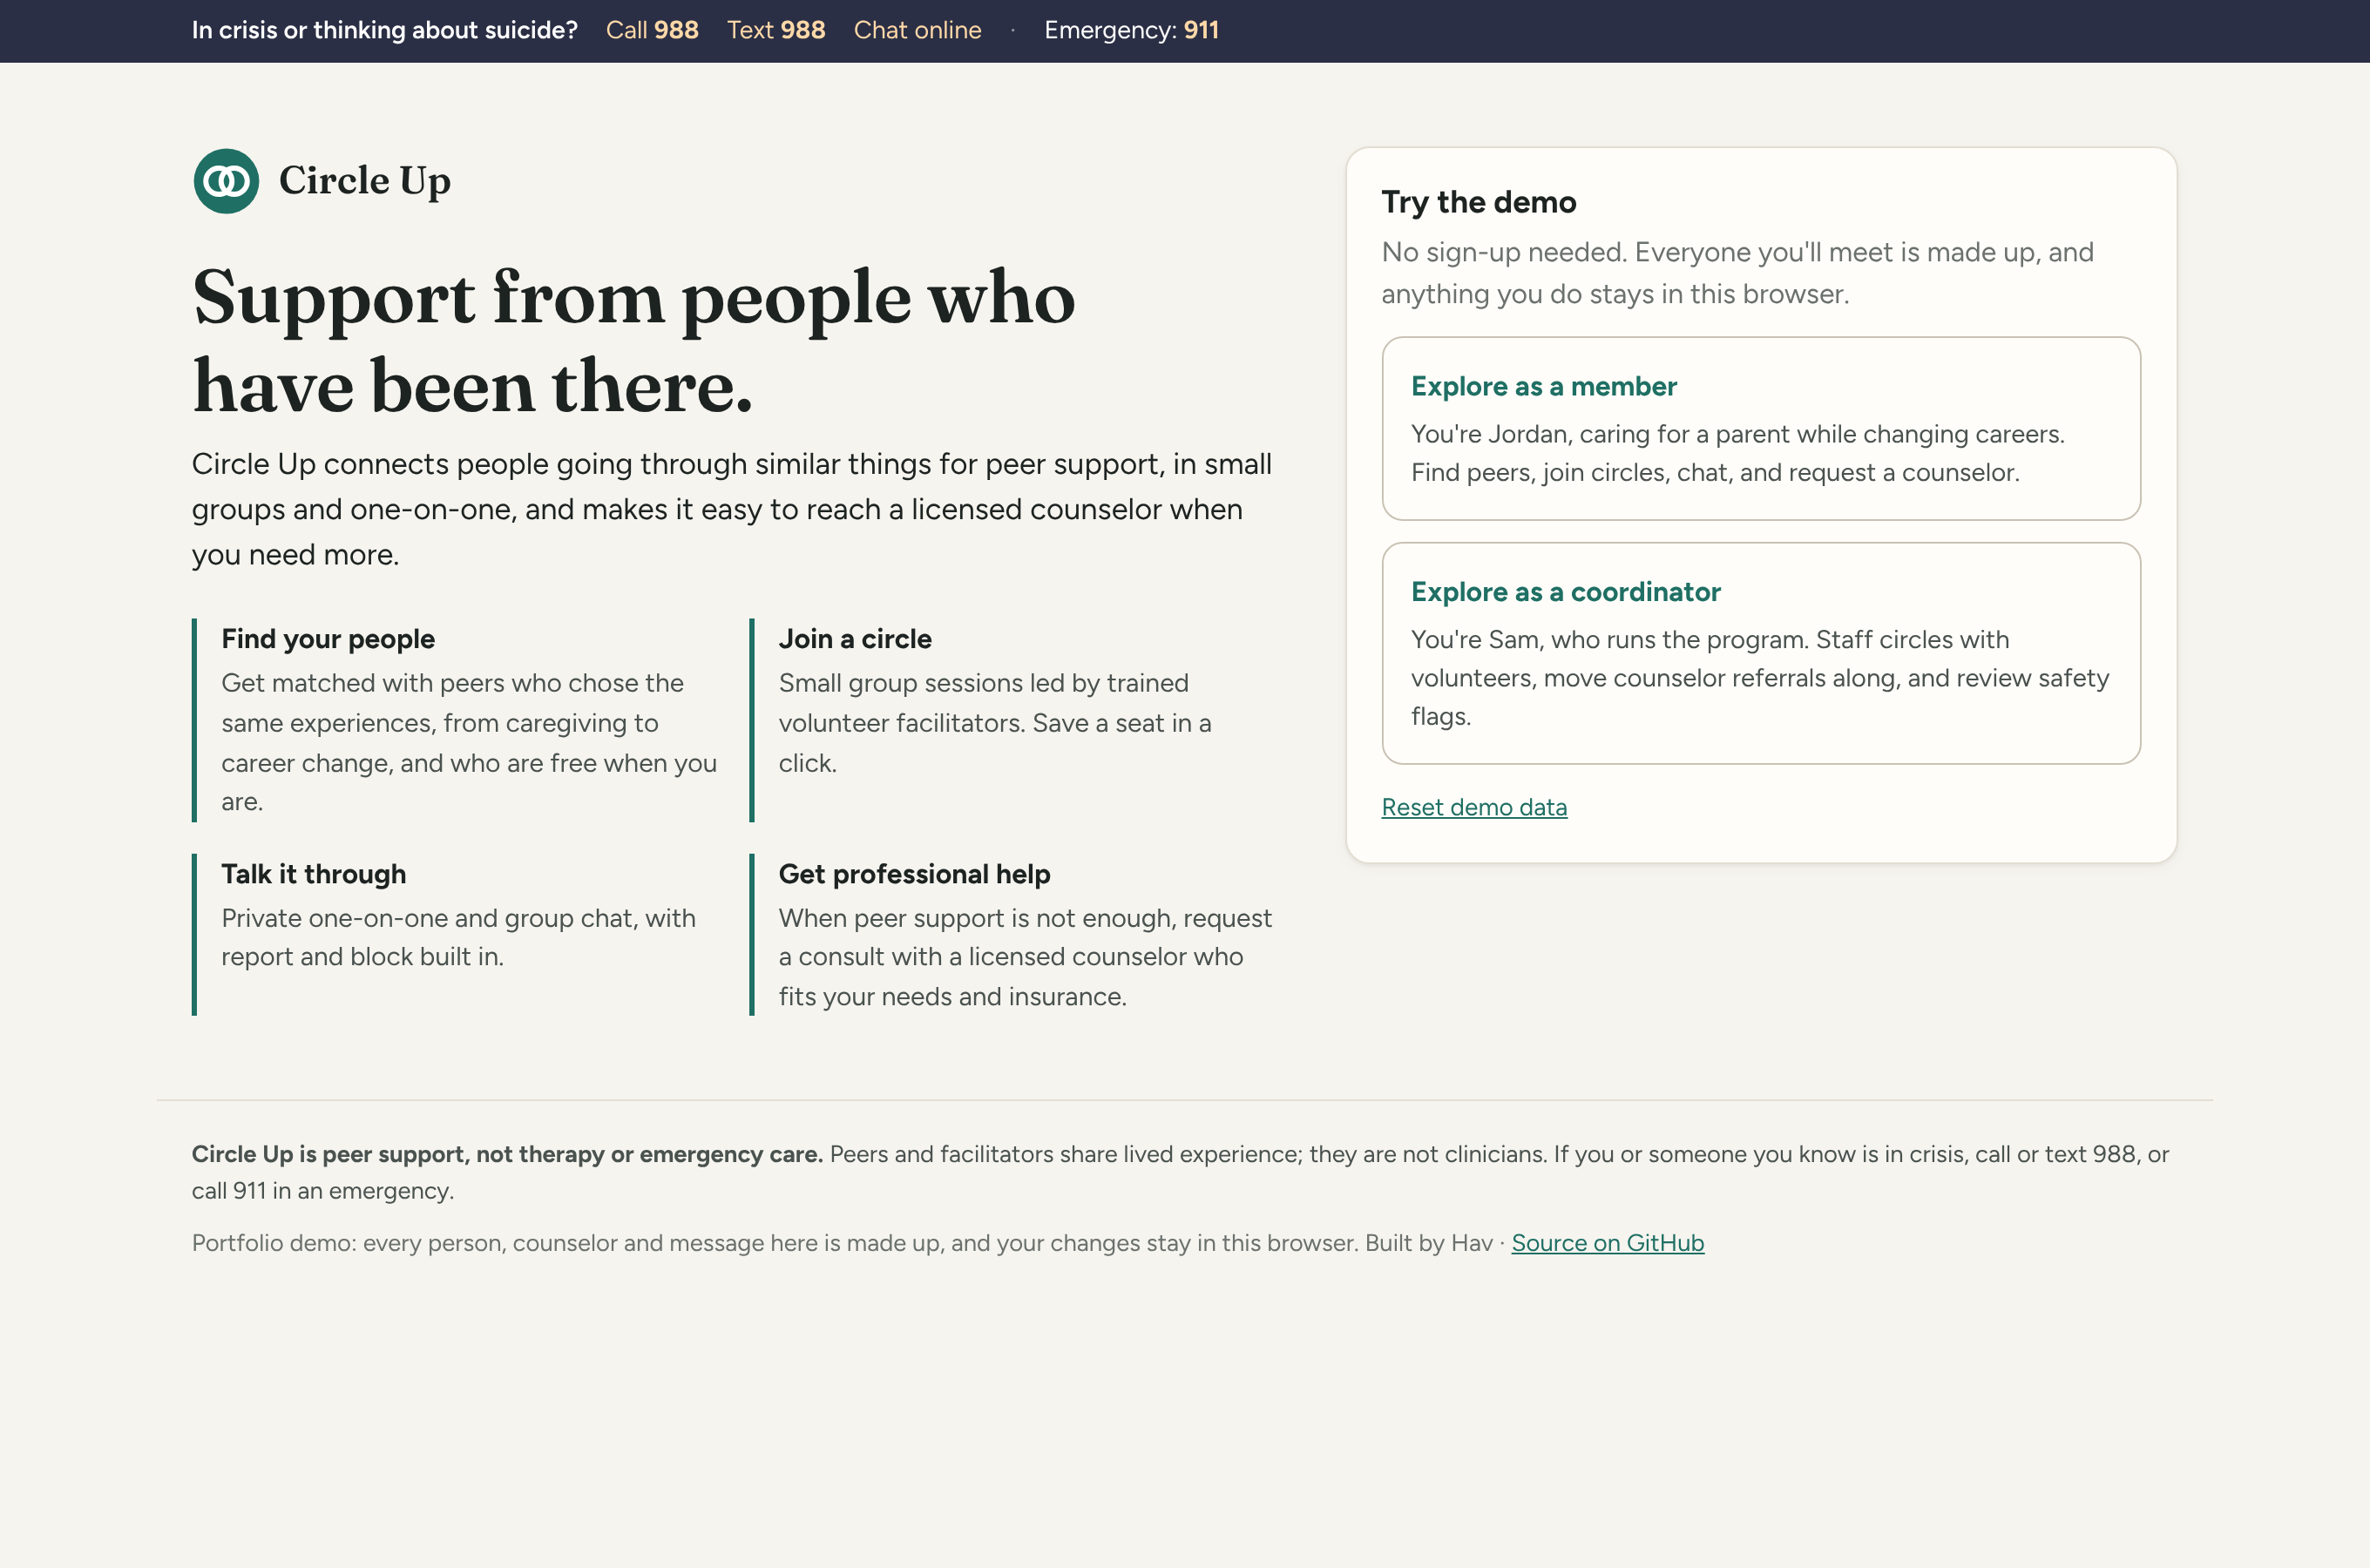 In crisis or thinking about suicide? Call 988 Text 988 Chat online · Emergency: 911
Circle Up
Support from people who
have been there.
Circle Up connects people going through similar things for peer support, in small
groups and one-on-one, and makes it easy to reach a licensed counselor when
you need more.
Find your people
Get matched with peers who chose the
same experiences, from caregiving to
career change, and who are free when you
are.
Join a circle
Small group sessions led by trained
volunteer facilitators. Save a seat in a
click.
Talk it through
Private one-on-one and group chat, with
report and block built in.
Get professional help
When peer support is not enough, request
a consult with a licensed counselor who
fits your needs and insurance.
Try the demo
No sign-up needed. Everyone you'll meet is made up, and
anything you do stays in this browser.
Explore as a member
You're Jordan, caring for a parent while changing careers.
Find peers, join circles, chat, and request a counselor.
Explore as a coordinator
You're Sam, who runs the program. Staff circles with
volunteers, move counselor referrals along, and review safety
flags.
Reset demo data
Circle Up is peer support, not therapy or emergency care. Peers and facilitators share lived experience; they are not clinicians. If you or someone you know is in crisis, call or text 988, or
call 911 in an emergency.
Portfolio demo: every person, counselor and message here is made up, and your changes stay in this browser. Built by Hav · Source on GitHub